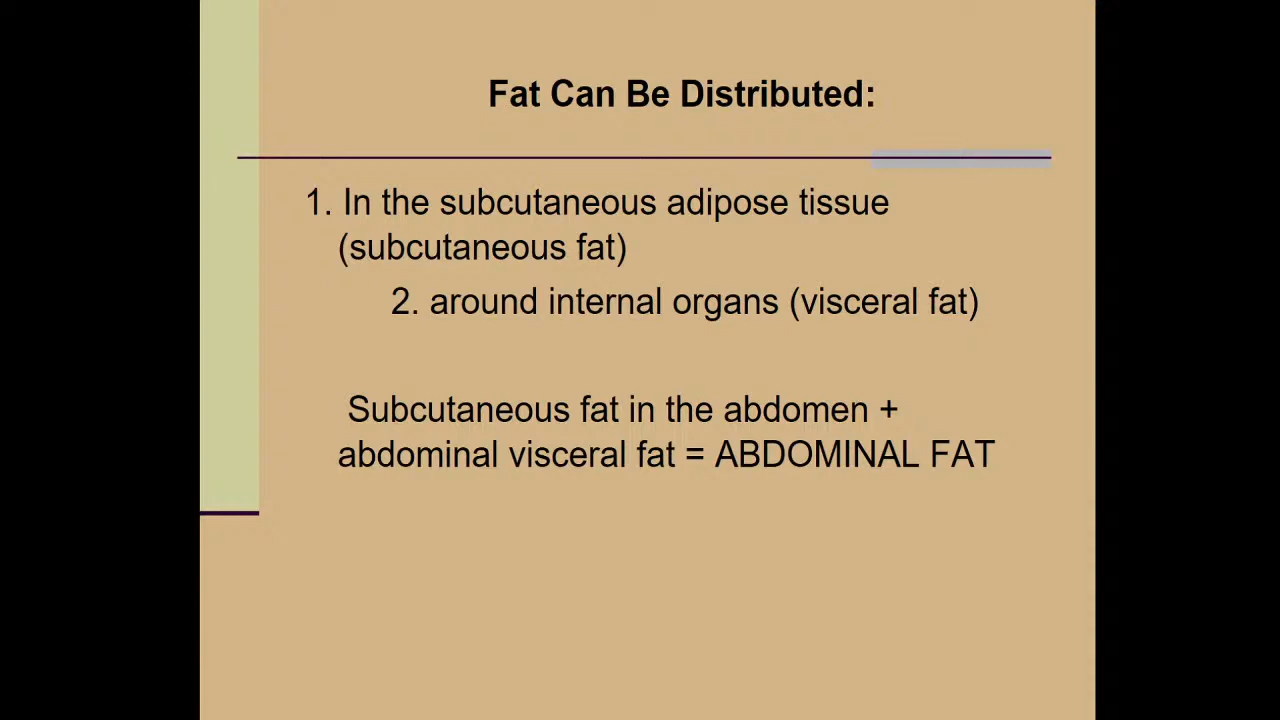 Fat Can Be Distributed:
1. In the subcutaneous adipose tissue
(subcutaneous fat)
2. around internal organs (visceral fat)
Subcutaneous fat in the abdomen +
abdominal visceral fat = ABDOMINAL FAT